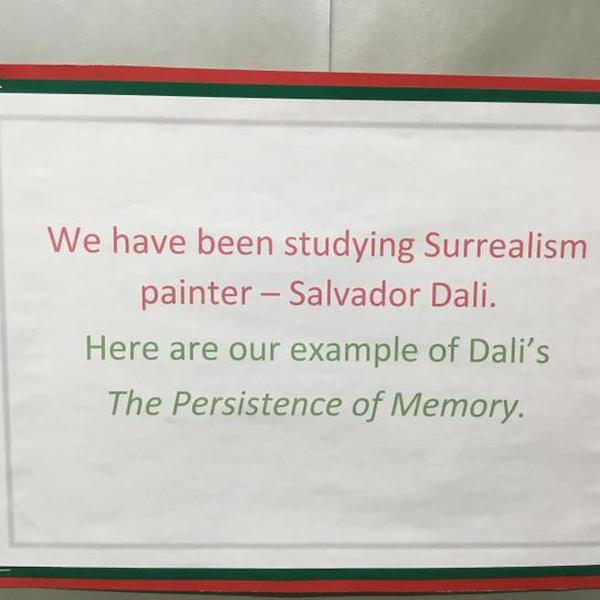 We have been studying Surrealism
painter – Salvador Dali.
Here are our example of Dali's
The Persistence of Memory.